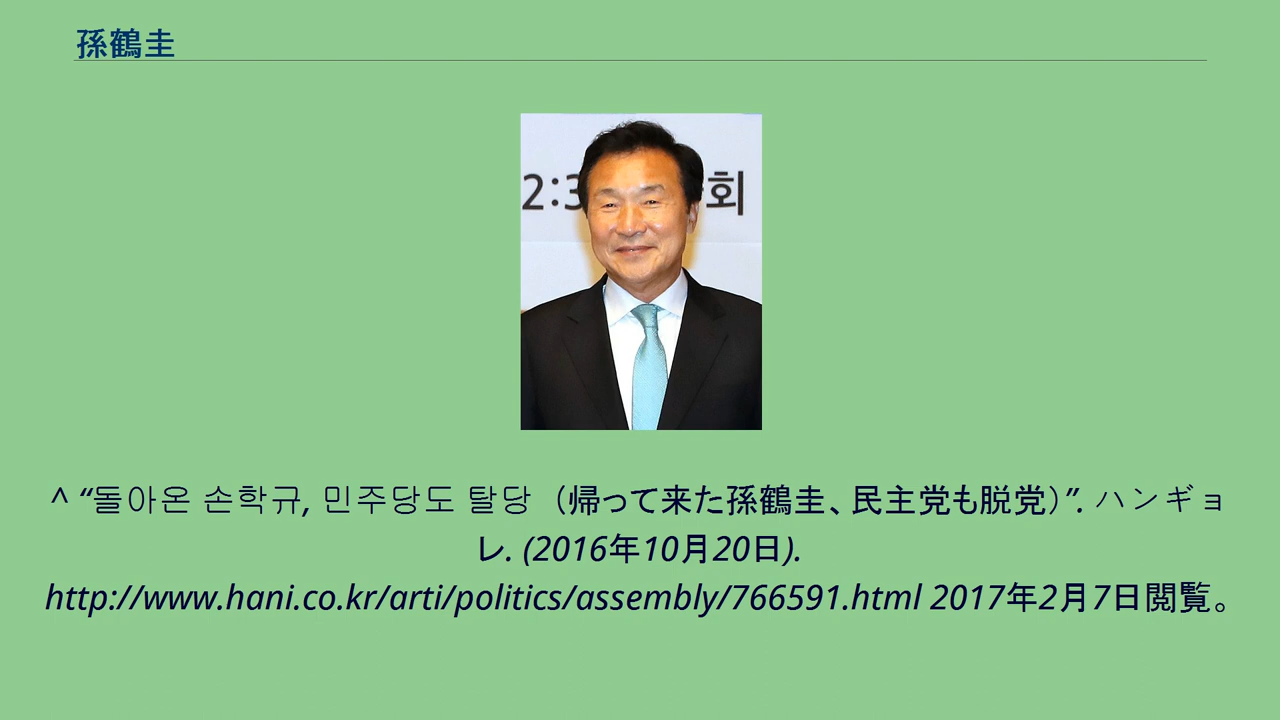 孫鶴圭
2:3 회
^ “돌아온 손학규, 민주당도 탈당（帰って来た孫鶴圭、民主党も脱党）”. ハンギョ
レ. (2016年10月20日).
http://www.hani.co.kr/arti/politics/assembly/766591.html 2017年2月7日閲覧。